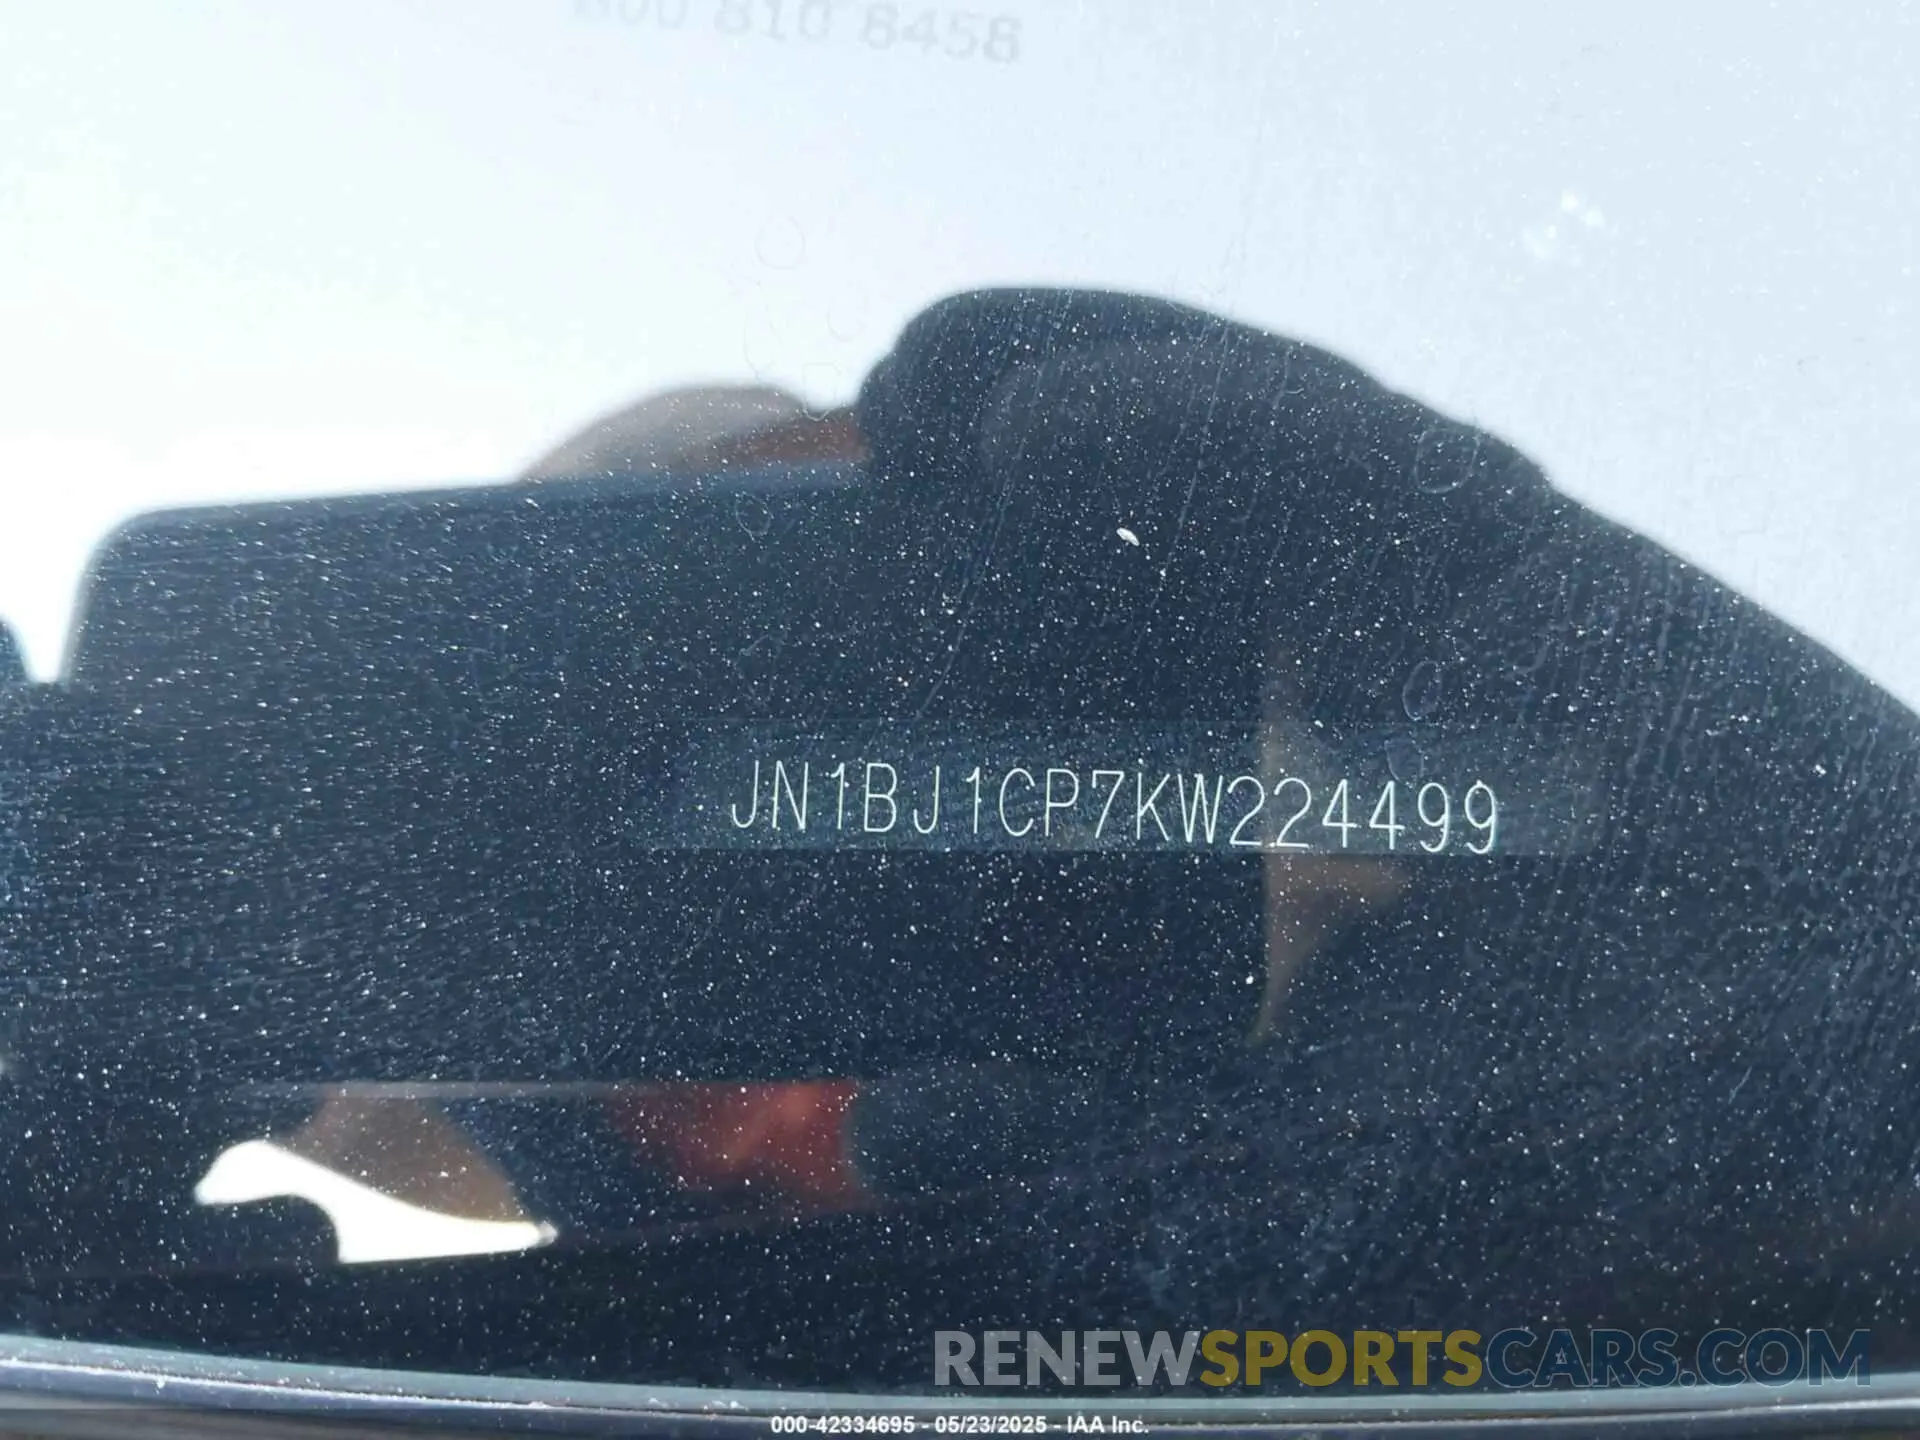 800 810 8458
JN1BJ1CP7KW224499
RENEWSPORTSCARS.COM
000-42334695 - 05/23/2025 - IAA Inc.